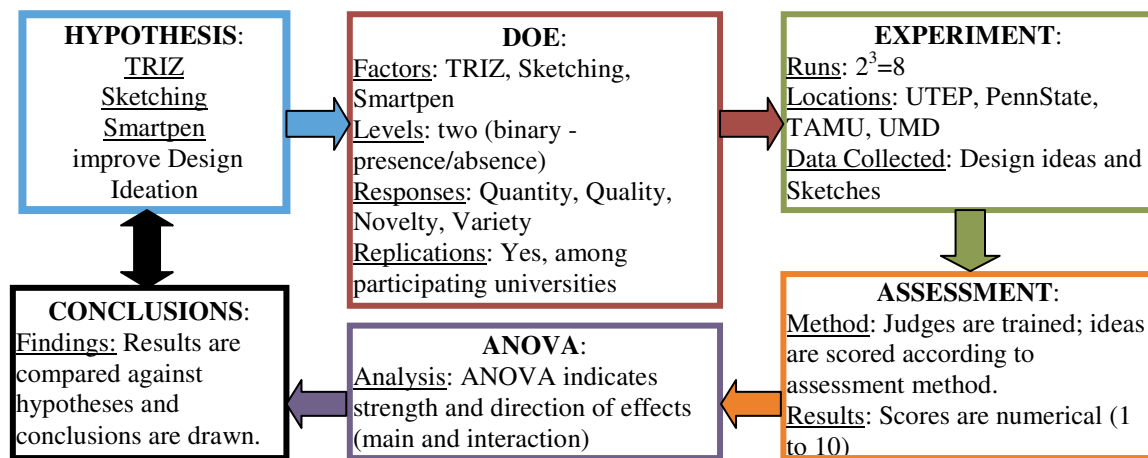 HYPOTHESIS:
TRIZ
Sketching
Smartpen
improve Design
Ideation
DOE:
Factors: TRIZ, Sketching,
Smartpen
Levels: two (binary -
presence/absence)
Responses: Quantity, Quality,
Novelty, Variety
Replications: Yes, among
participating universities
EXPERIMENT:
Runs: 2³=8
Locations: UTEP, PennState,
TAMU, UMD
Data Collected: Design ideas and
Sketches
ASSESSMENT:
Method: Judges are trained; ideas
are scored according to
assessment method.
Results: Scores are numerical (1
to 10)
ANOVA:
Analysis: ANOVA indicates
strength and direction of effects
(main and interaction)
CONCLUSIONS:
Findings: Results are
compared against
hypotheses and
conclusions are drawn.